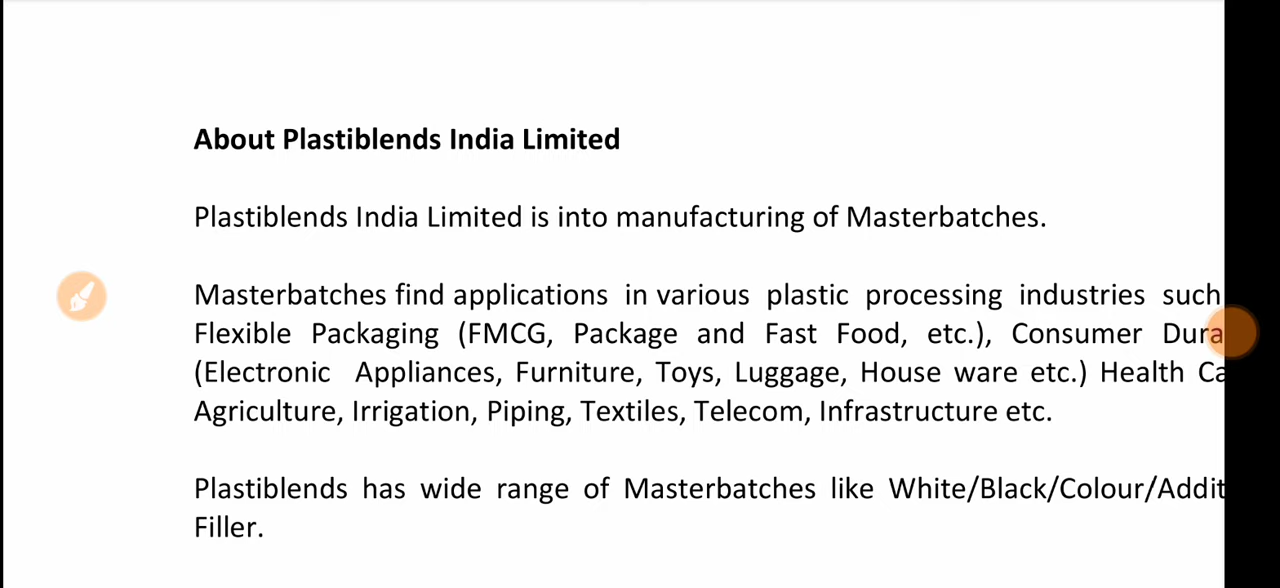 About Plastiblends India Limited
Plastiblends India Limited is into manufacturing of Masterbatches.
Masterbatches find applications in various plastic processing industries such
Flexible Packaging (FMCG, Package and Fast Food, etc.), Consumer
(Electronic Appliances, Furniture, Toys, Luggage, House ware etc.) Health
Agriculture, Irrigation, Piping, Textiles, Telecom, Infrastructure etc.
Plastiblends has wide range of Masterbatches like White/Black/Colour/
Filler.